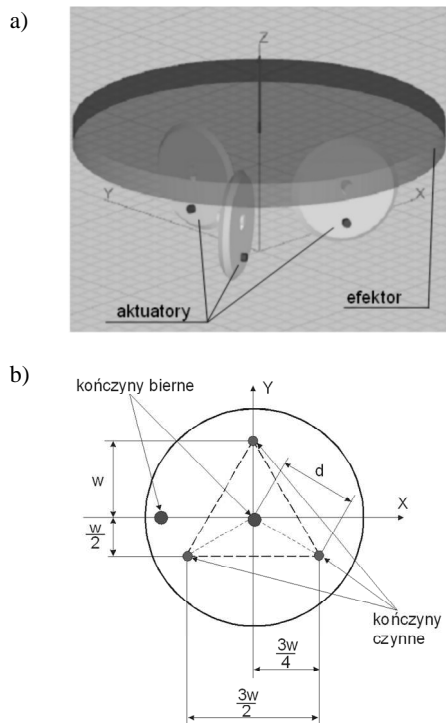 a)
Z
Y
X
aktuatory
efektor
b)
kończyny bierne
Y
w
d
X
w/2
kończyny
czynne
3w/4
3w/2